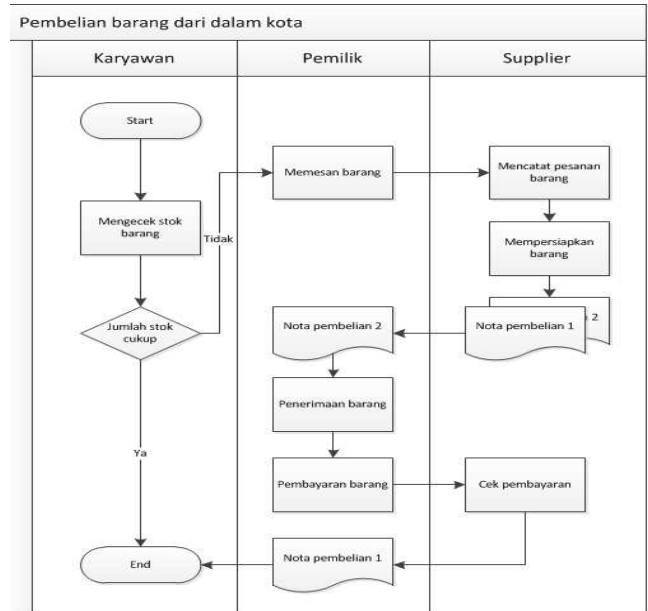 Pembelian barang dari dalam kota
Karyawan
Pemilik
Supplier
Start
Memesan barang
Mencatat pesanan
barang
Mengecek stok
barang
Tidak
Mempersiapkan
barang
Jumlah stok
cukup
Nota pembelian 2
Nota pembelian 1
2
Penerimaan barang
Ya
Pembayaran barang
Cek pembayaran
End
Nota pembelian 1